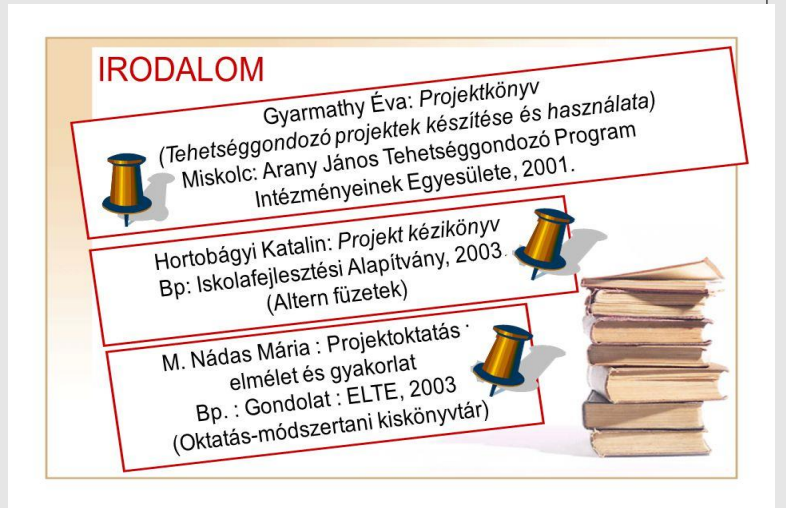 IRODALOM
Gyarmathy Éva: Projektkönyv
(Tehetséggondozó projektek készítése és használata)
Miskolc: Arany János Tehetséggondozó Program
Intézményeinek Egyesülete, 2001.
Hortobágyi Katalin: Projekt kézikönyv
Bp: Iskolafejlesztési Alapítvány, 2003.
(Altern füzetek)
M. Nádas Mária : Projektoktatás :
elmélet és gyakorlat
Bp. : Gondolat : ELTE, 2003
(Oktatás-módszertani kiskönyvtár)